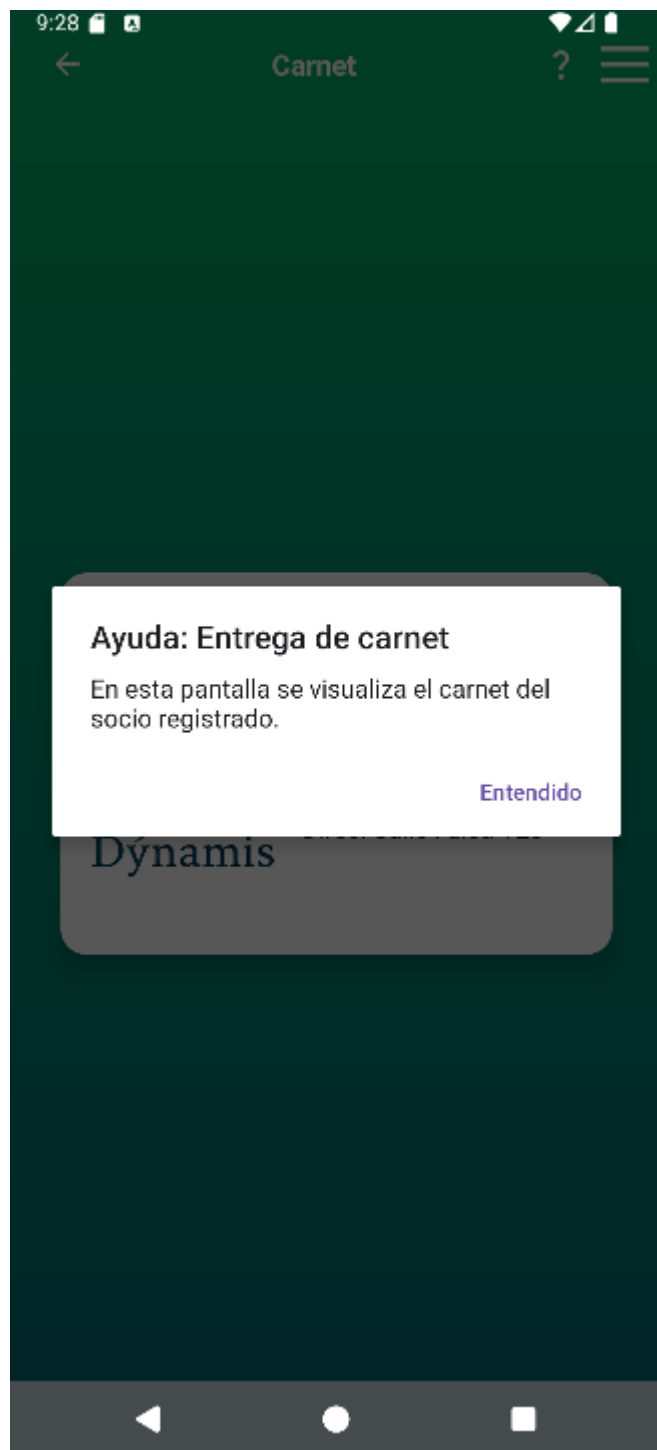 9:28
Carnet ?
Ayuda: Entrega de carnet
En esta pantalla se visualiza el carnet del
socio registrado.
Entendido
Dýnamis